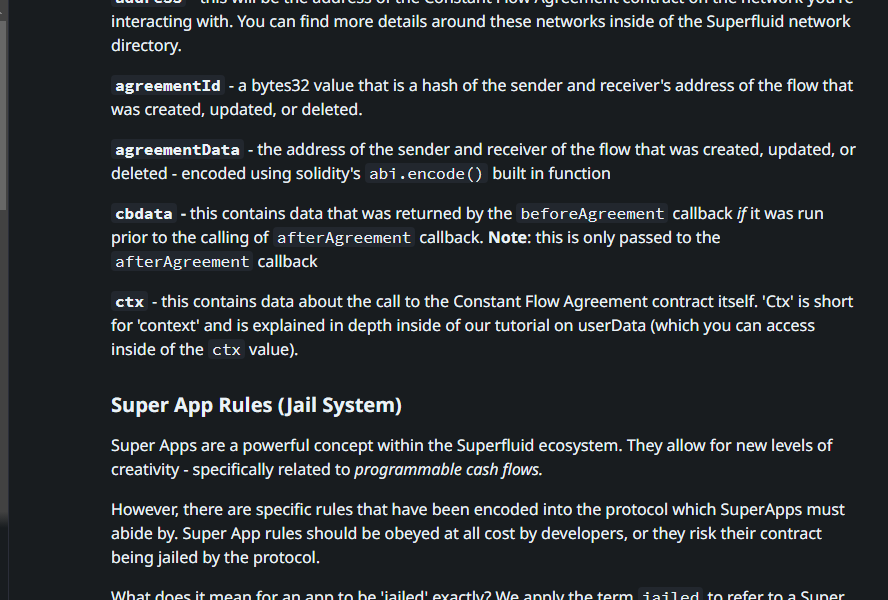 address - this will be the address of the Constant Flow Agreement contract on the network you're
interacting with. You can find more details around these networks inside of the Superfluid network
directory.
agreementId - a bytes32 value that is a hash of the sender and receiver's address of the flow that
was created, updated, or deleted.
agreementData - the address of the sender and receiver of the flow that was created, updated, or
deleted - encoded using solidity's abi.encode() built in function
cbdata - this contains data that was returned by the beforeAgreement callback if it was run
prior to the calling of afterAgreement callback. Note: this is only passed to the
afterAgreement callback
ctx - this contains data about the call to the Constant Flow Agreement contract itself. 'Ctx' is short
for 'context' and is explained in depth inside of our tutorial on userData (which you can access
inside of the ctx value).
Super App Rules (Jail System)
Super Apps are a powerful concept within the Superfluid ecosystem. They allow for new levels of
creativity - specifically related to programmable cash flows.
However, there are specific rules that have been encoded into the protocol which SuperApps must
abide by. Super App rules should be obeyed at all cost by developers, or they risk their contract
being jailed by the protocol.
What does it mean for an app to be 'jailed' exactly? We apply the term jailed to refer to a Super